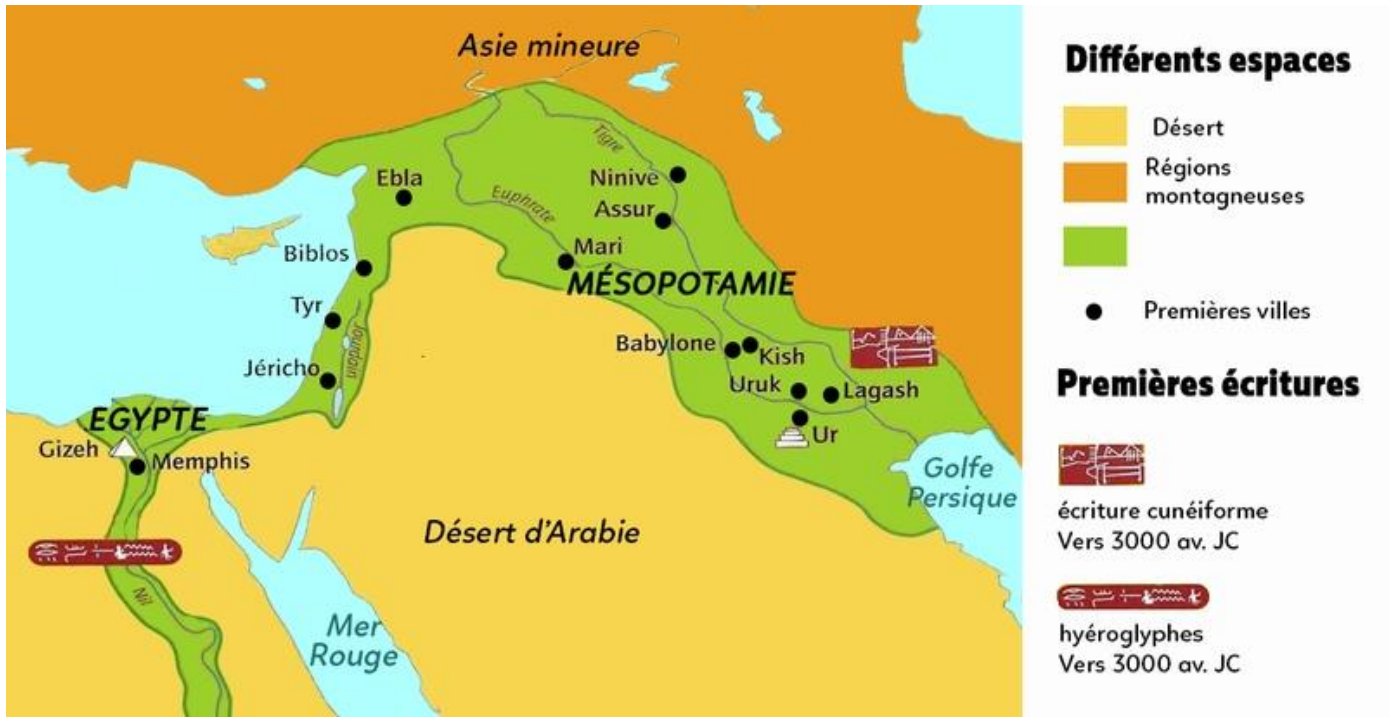 Asie mineure
Tigre
Ebla
Ninive
Euphrate
Assur
Biblos
Mari
MÉSOPOTAMIE
Tyr
Jourdain
Babylone
Kish
Jéricho
Uruk
Lagash
EGYPTE
Ur
Gizeh
Memphis
Golfe
Persique
Désert d'Arabie
Nil
Mer
Rouge
Différents espaces
Désert
Régions
montagneuses
Premières villes
Premières écritures
écriture cunéiforme
Vers 3000 av. JC
hyéroglyphes
Vers 3000 av. JC